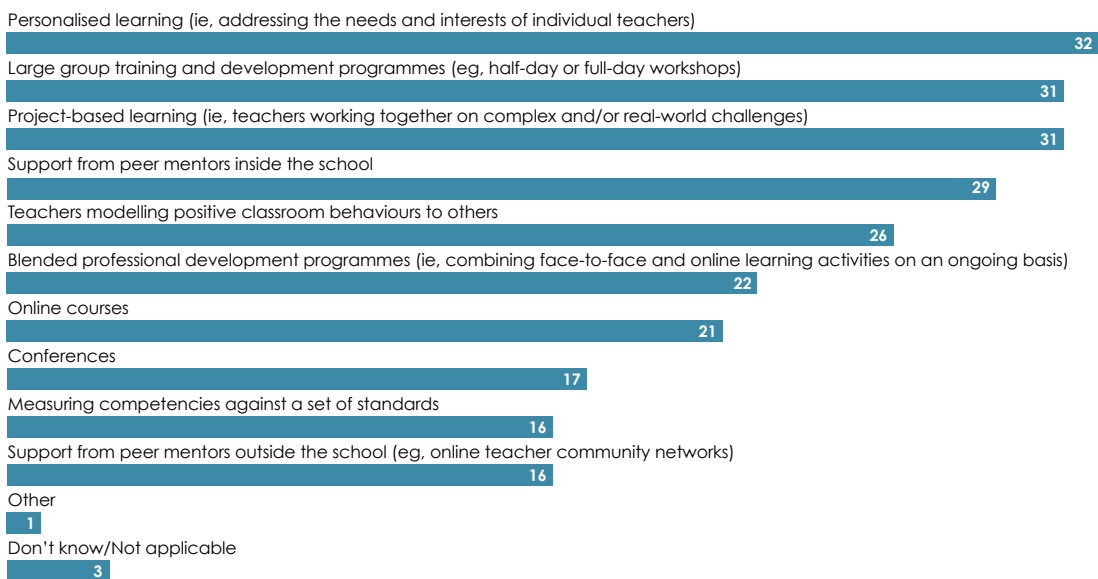 Personalised learning (ie, addressing the needs and interests of individual teachers)
32
Large group training and development programmes (eg, half-day or full-day workshops)
31
Project-based learning (ie, teachers working together on complex and/or real-world challenges)
31
Support from peer mentors inside the school
29
Teachers modelling positive classroom behaviours to others
26
Blended professional development programmes (ie, combining face-to-face and online learning activities on an ongoing basis)
22
Online courses
21
Conferences
17
Measuring competencies against a set of standards
16
Support from peer mentors outside the school (eg, online teacher community networks)
16
Other
1
Don’t know/Not applicable
3